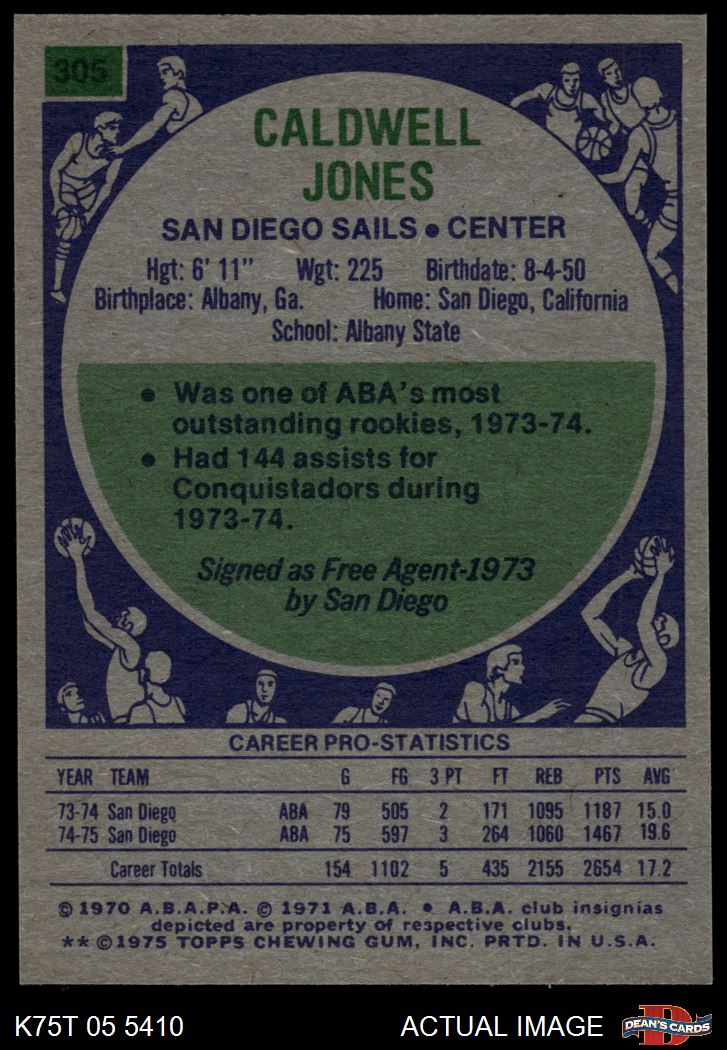 305
CALDWELL
JONES
SAN DIEGO SAILS • CENTER
Hgt: 6' 11" Wgt: 225 Birthdate: 8-4-50
Birthplace: Albany, Ga. Home: San Diego, California
School: Albany State
• Was one of ABA's most
outstanding rookies, 1973-74.
• Had 144 assists for
Conquistadors during
1973-74.
Signed as Free Agent-1973
by San Diego
CAREER PRO-STATISTICS
YEAR TEAM G FG 3 PT FT REB PTS AVG
73-74 San Diego ABA 79 505 2 171 1095 1187 15.0
74-75 San Diego ABA 75 597 3 264 1060 1467 19.6
Career Totals 154 1102 5 435 2155 2654 17.2
© 1970 A.B.A.P.A. © 1971 A.B.A. • A.B.A. club insignias
depicted are property of respective clubs.
** © 1975 TOPPS CHEWING GUM, INC. PRTD. IN U.S.A.
K75T 05 5410 ACTUAL IMAGE D DEAN'S CARDS